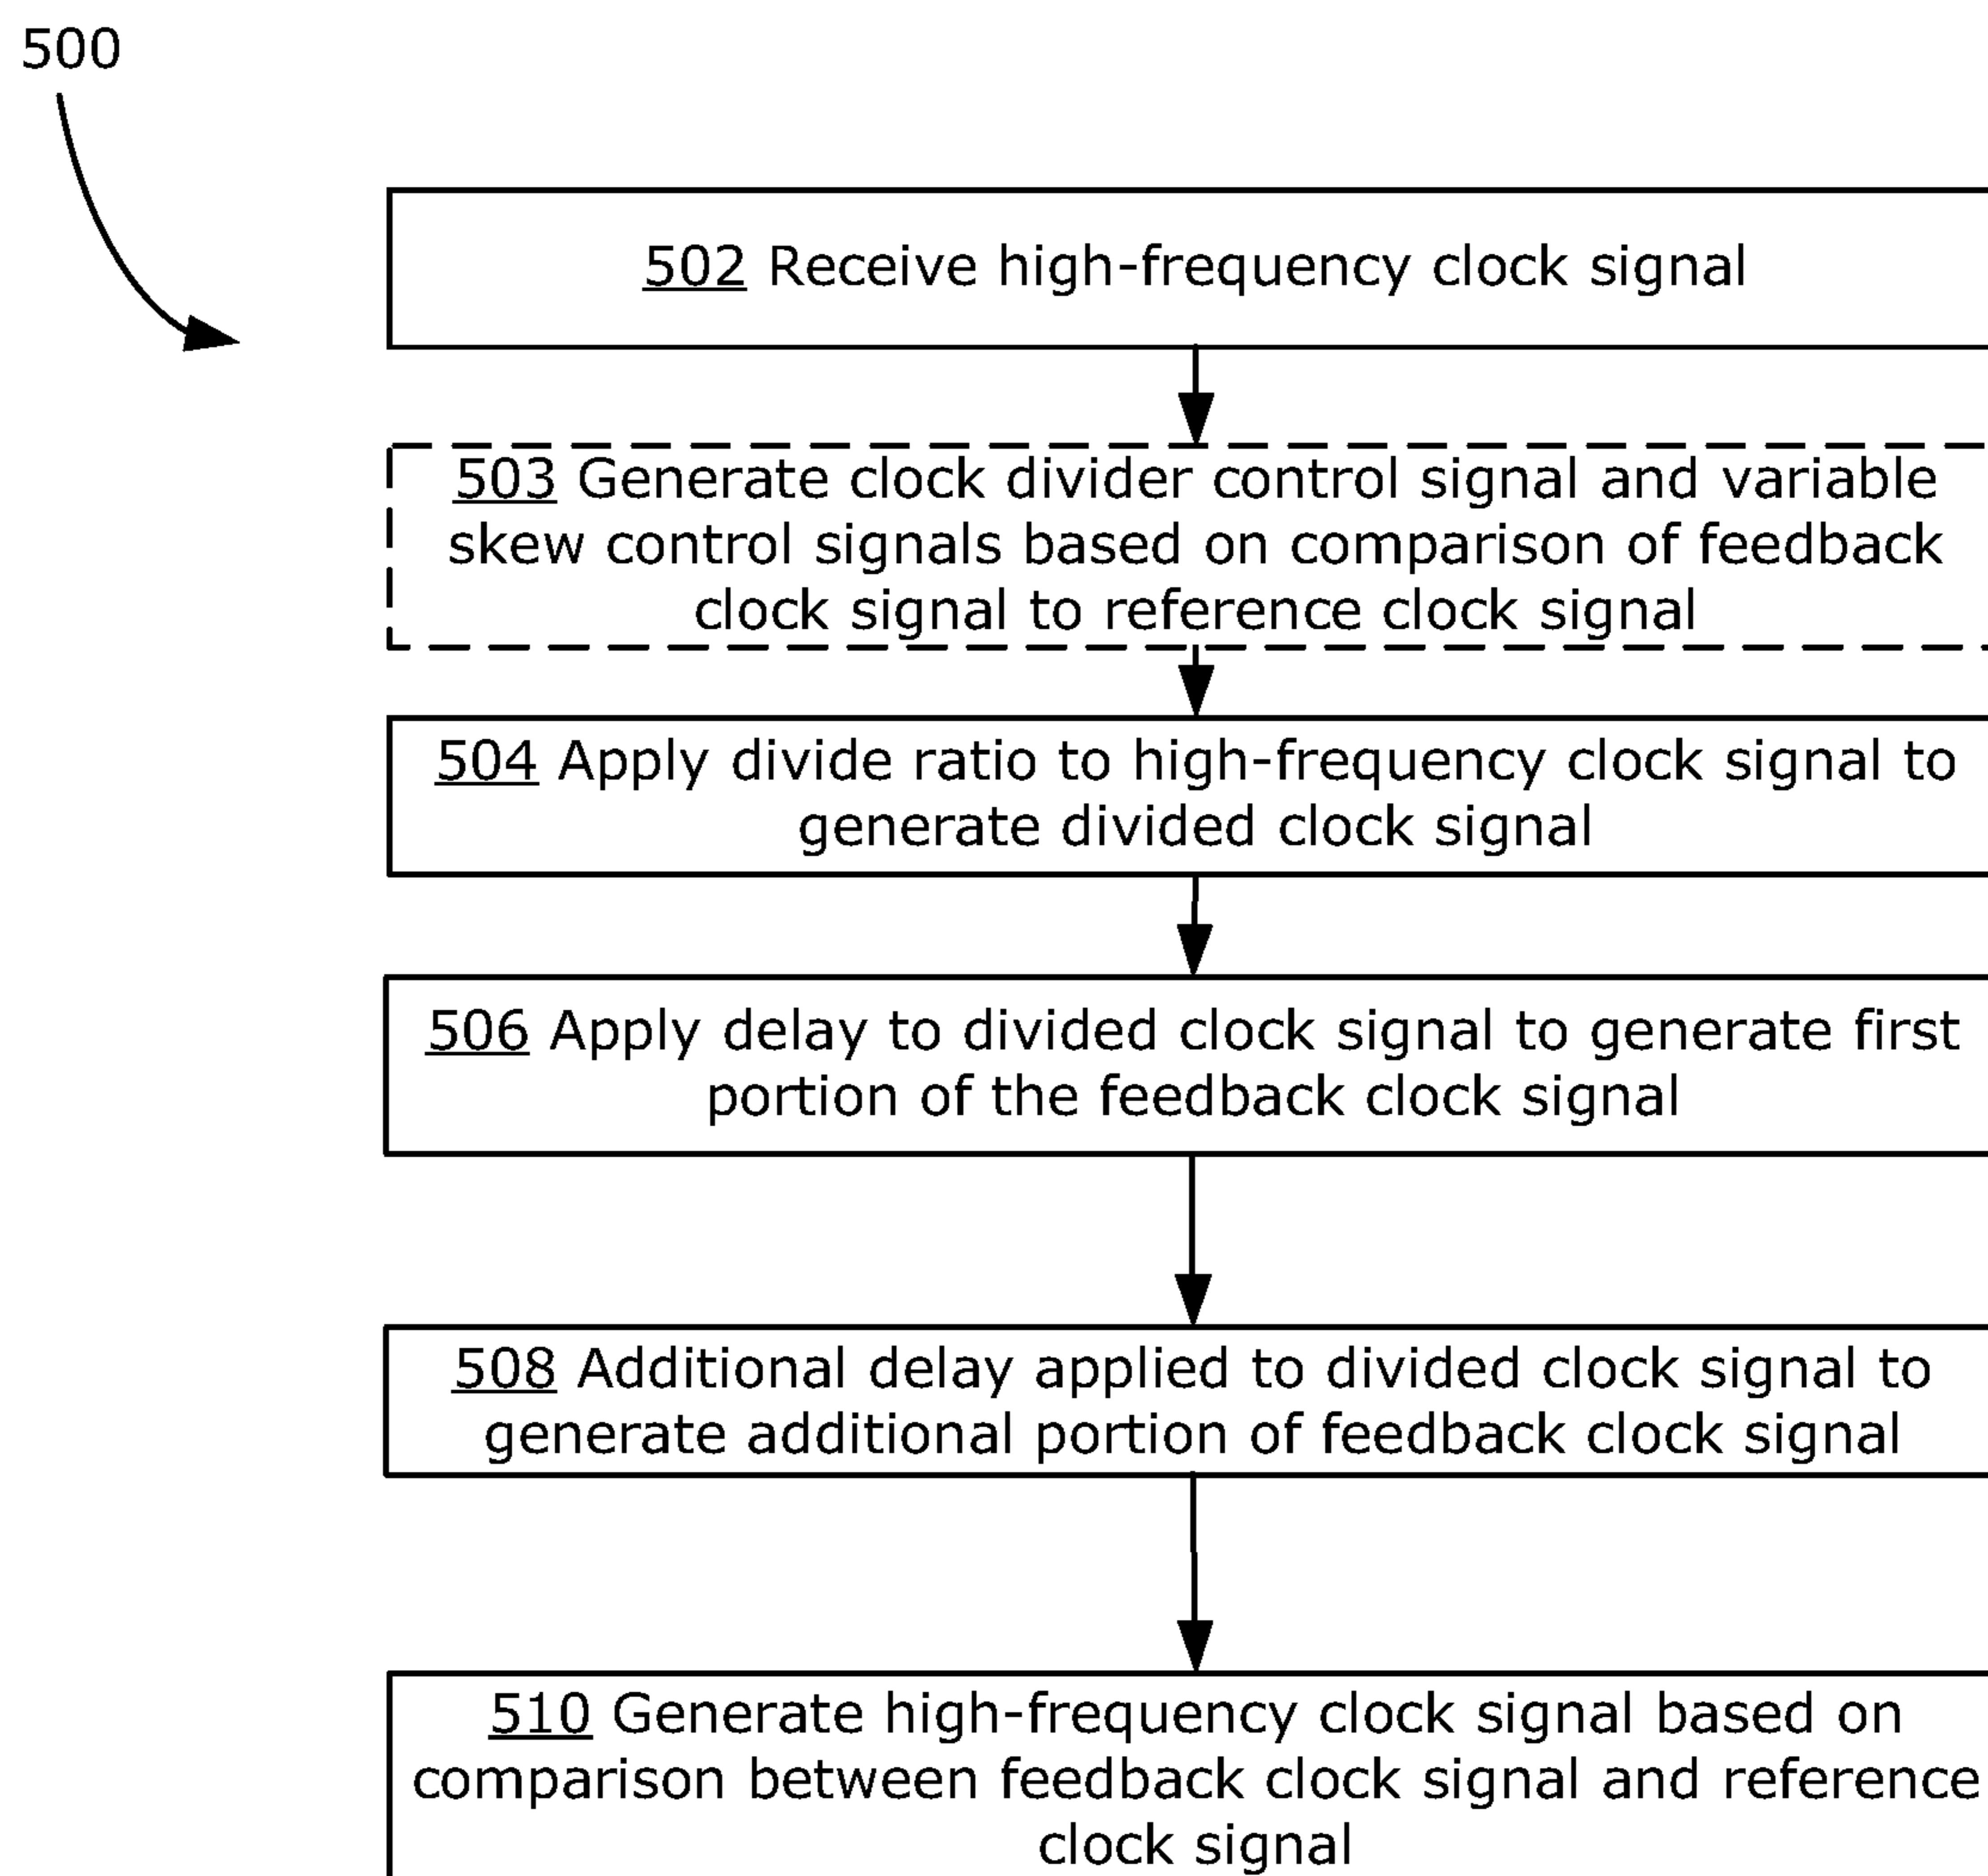 500
502 Receive high-frequency clock signal
503 Generate clock divider control signal and variable
skew control signals based on comparison of feedback
clock signal to reference clock signal
504 Apply divide ratio to high-frequency clock signal to
generate divided clock signal
506 Apply delay to divided clock signal to generate first
portion of the feedback clock signal
508 Additional delay applied to divided clock signal to
generate additional portion of feedback clock signal
510 Generate high-frequency clock signal based on
comparison between feedback clock signal and reference
clock signal